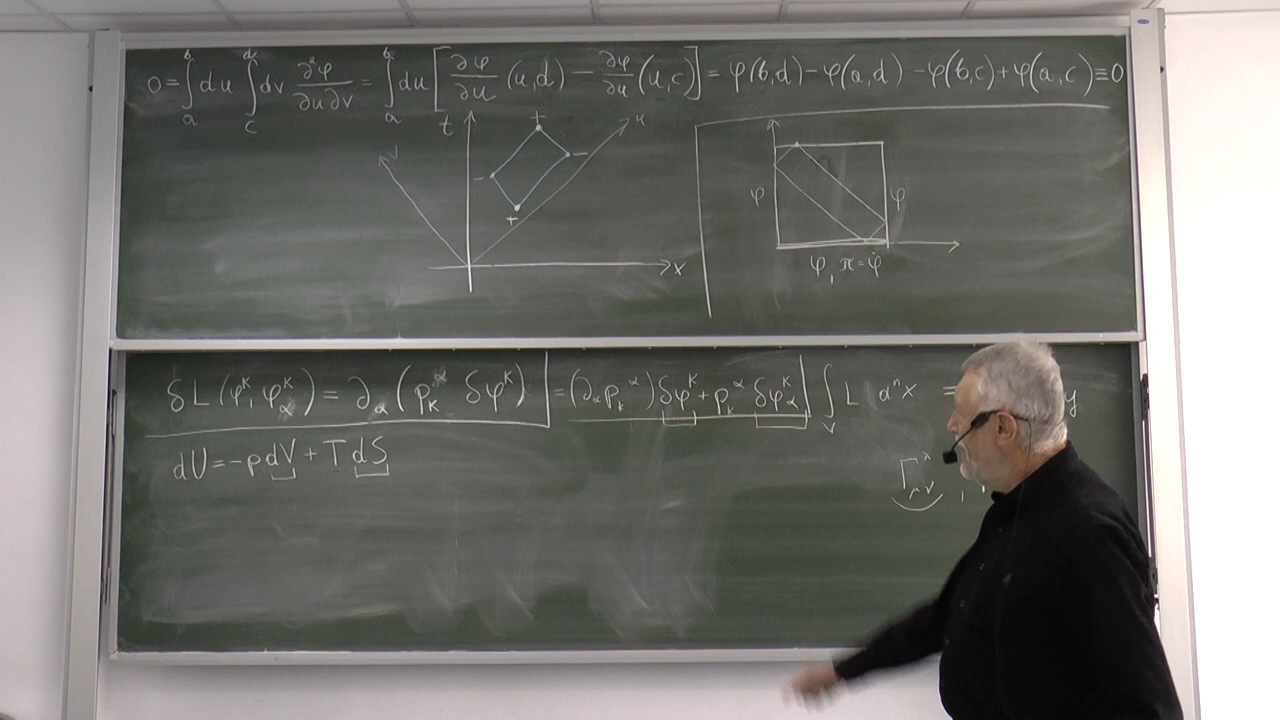 0 = ∫_a^b du ∫_c^d dv ∂²φ/∂u∂v = ∫_a^b du [ ∂φ/∂u (u,d) − ∂φ/∂u (u,c) ] = φ(b,d) − φ(a,d) − φ(b,c) + φ(a,c) ≡ 0
t + u
v − −
+
x
φ φ
φ, π = φ̇
δL(φ^K, φ^K_α) = ∂_α (p_K^α δφ^K) = (∂_α p_K^α) δφ^K + p_K^α δφ^K_α ∫_V L d^n x =
dU = −p dV + T dS
Γ^λ_{μν} ,